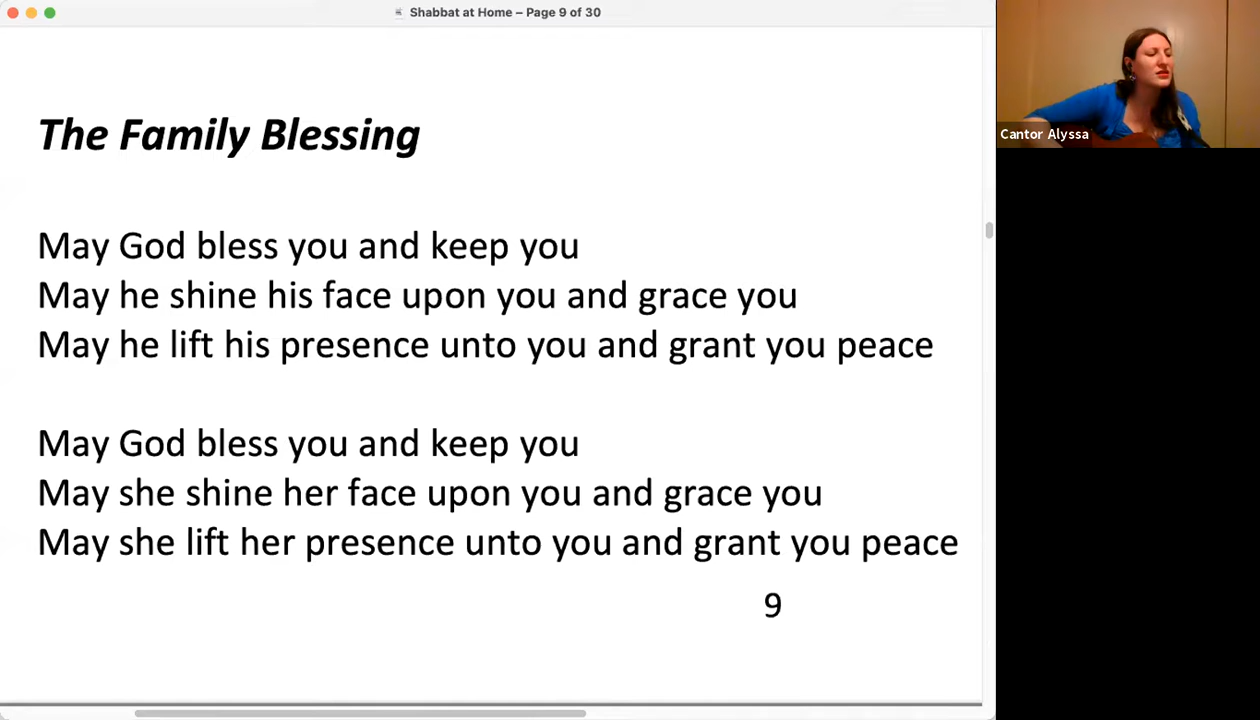 Shabbat at Home – Page 9 of 30
Cantor Alyssa
The Family Blessing
May God bless you and keep you
May he shine his face upon you and grace you
May he lift his presence unto you and grant you peace
May God bless you and keep you
May she shine her face upon you and grace you
May she lift her presence unto you and grant you peace
9